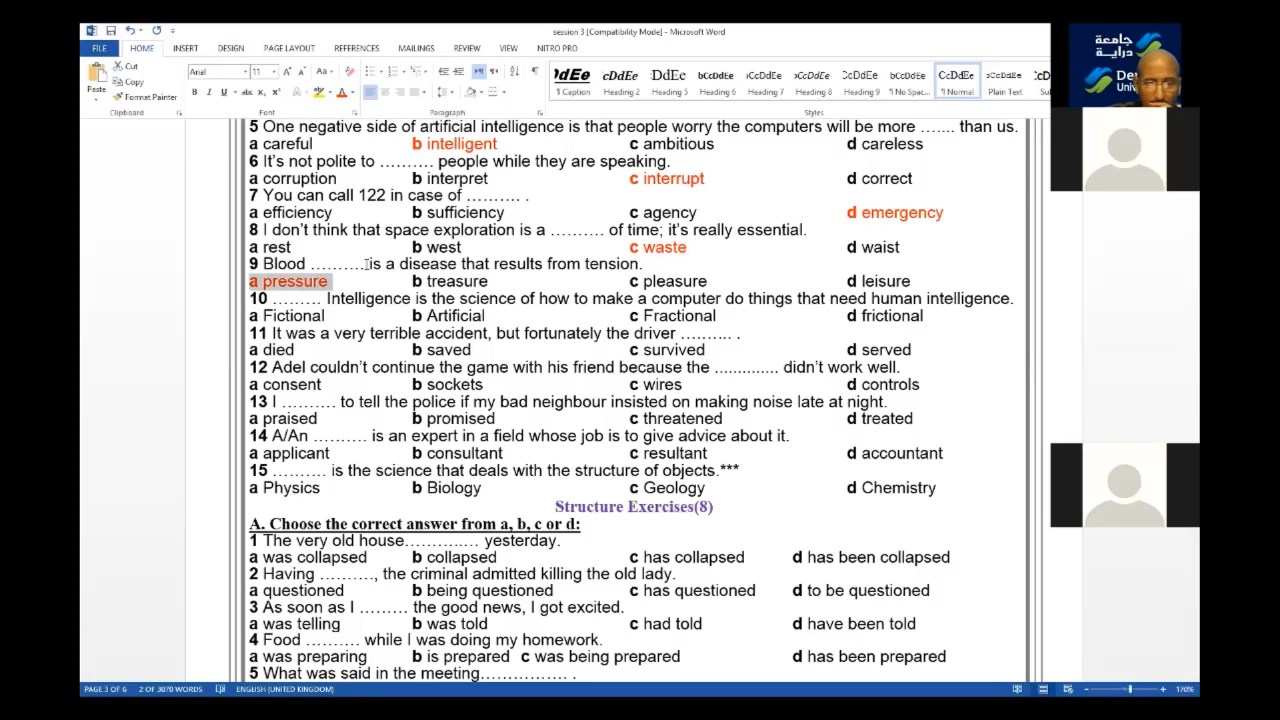 session 3 [Compatibility Mode] - Microsoft Word
FILE HOME INSERT DESIGN PAGE LAYOUT REFERENCES MAILINGS REVIEW VIEW NITRO PRO
Cut
Copy
Format Painter
Paste
Arial 11
Clipboard Font Paragraph Styles
¶ Caption Heading 2 Heading 5 Heading 6 Heading 7 Heading 8 Heading 9 ¶ No Spac... ¶ Normal Plain Text
جامعة
دراية
5 One negative side of artificial intelligence is that people worry the computers will be more ....... than us.
a careful b intelligent c ambitious d careless
6 It's not polite to ………. people while they are speaking.
a corruption b interpret c interrupt d correct
7 You can call 122 in case of ………. .
a efficiency b sufficiency c agency d emergency
8 I don't think that space exploration is a ………. of time; it's really essential.
a rest b west c waste d waist
9 Blood ………. is a disease that results from tension.
a pressure b treasure c pleasure d leisure
10 ……… Intelligence is the science of how to make a computer do things that need human intelligence.
a Fictional b Artificial c Fractional d frictional
11 It was a very terrible accident, but fortunately the driver ………. .
a died b saved c survived d served
12 Adel couldn't continue the game with his friend because the ............. didn't work well.
a consent b sockets c wires d controls
13 I ………. to tell the police if my bad neighbour insisted on making noise late at night.
a praised b promised c threatened d treated
14 A/An ………. is an expert in a field whose job is to give advice about it.
a applicant b consultant c resultant d accountant
15 ………. is the science that deals with the structure of objects.***
a Physics b Biology c Geology d Chemistry
Structure Exercises(8)
A. Choose the correct answer from a, b, c or d:
1 The very old house………….… yesterday.
a was collapsed b collapsed c has collapsed d has been collapsed
2 Having ………., the criminal admitted killing the old lady.
a questioned b being questioned c has questioned d to be questioned
3 As soon as I ……… the good news, I got excited.
a was telling b was told c had told d have been told
4 Food ………. while I was doing my homework.
a was preparing b is prepared c was being prepared d has been prepared
5 What was said in the meeting……………. .
PAGE 3 OF 6 2 OF 3070 WORDS ENGLISH (UNITED KINGDOM) 170%